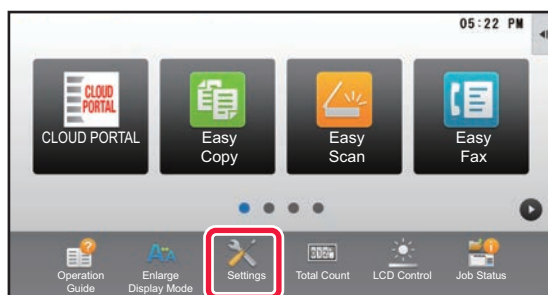 05:22 PM
CLOUD
PORTAL
CLOUD PORTAL
Easy
Copy
Easy
Scan
Easy
Fax
Operation
Guide
Enlarge
Display Mode
Settings
Total Count
LCD Control
Job Status